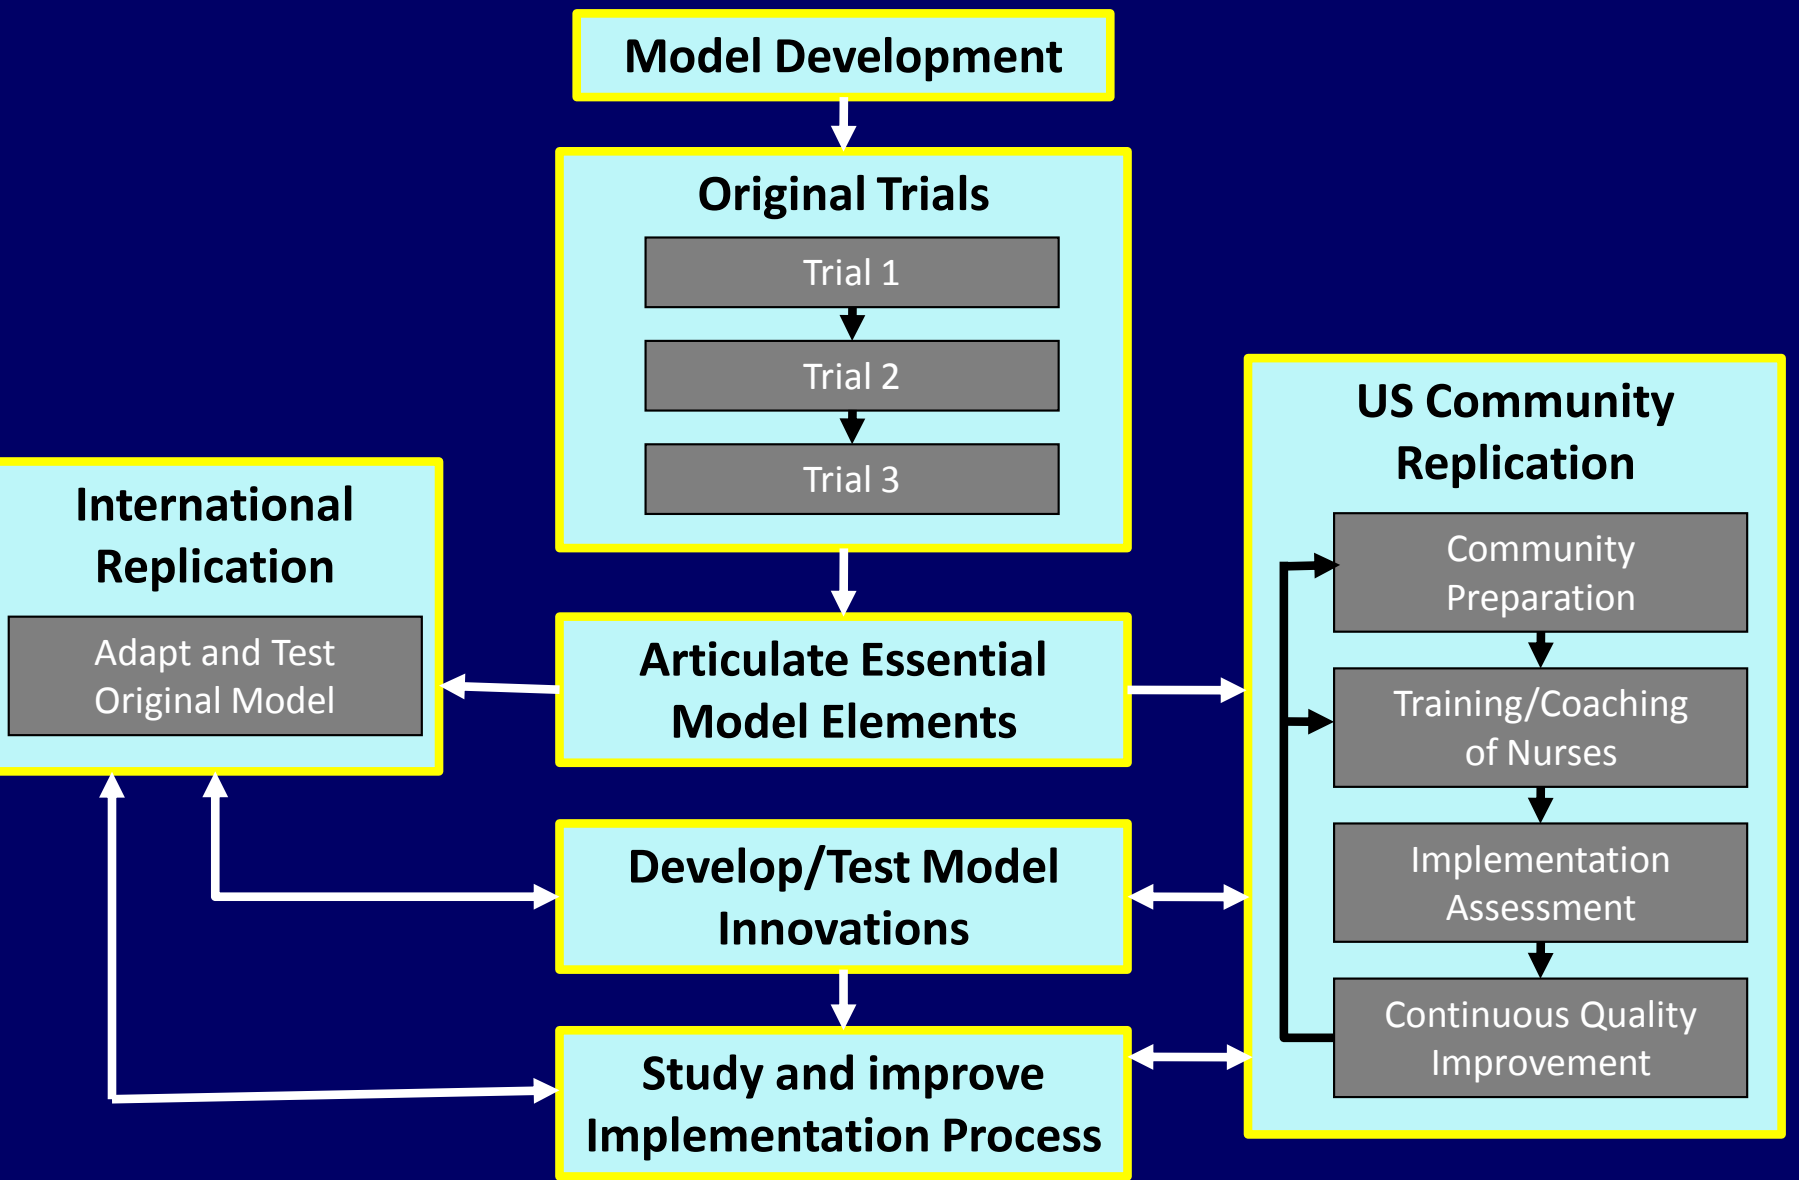 Model Development
Original Trials
Trial 1
Trial 2
Trial 3
International
Replication
Adapt and Test
Original Model
Articulate Essential
Model Elements
Develop/Test Model
Innovations
Study and improve
Implementation Process
US Community
Replication
Community
Preparation
Training/Coaching
of Nurses
Implementation
Assessment
Continuous Quality
Improvement